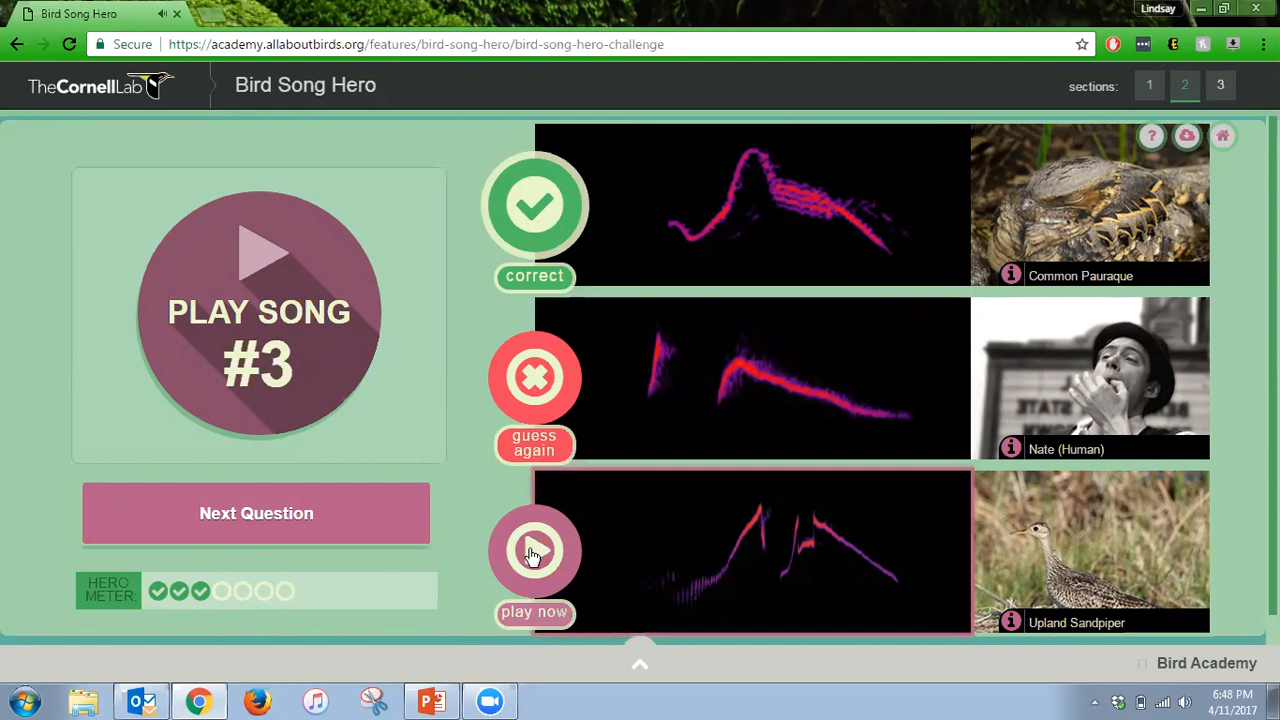 Bird Song Hero
Lindsay
Secure
https://academy.allaboutbirds.org/features/bird-song-hero/bird-song-hero-challenge
TheCornellLab
Bird Song Hero
sections:
1
2
3
?
PLAY SONG
#3
correct
Common Pauraque
guess
again
Nate (Human)
Next Question
HERO
METER:
play now
Upland Sandpiper
Bird Academy
6:48 PM
4/11/2017